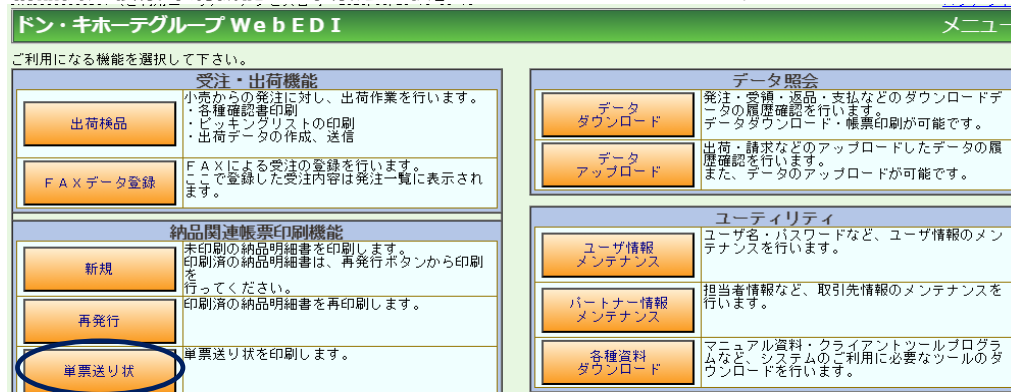 ドン・キホーテグループＷｅｂＥＤＩ
メニュー
ご利用になる機能を選択して下さい。
受注・出荷機能
出荷検品
小売からの発注に対し、出荷作業を行います。
・各種確認書印刷
・ピッキングリストの印刷
・出荷データの作成、送信
ＦＡＸデータ登録
ＦＡＸによる受注の登録を行います。
ここで登録した受注内容は発注一覧に表示され
ます。
納品関連帳票印刷機能
新規
未印刷の納品明細書を印刷します。
印刷済の納品明細書は、再発行ボタンから印刷
を
行ってください。
再発行
印刷済の納品明細書を再印刷します。
単票送り状
単票送り状を印刷します。
データ照会
データ
ダウンロード
発注・受領・返品・支払などのダウンロードデ
ータの履歴確認を行います。
データダウンロード・帳票印刷が可能です。
データ
アップロード
出荷・請求などのアップロードしたデータの履
歴確認を行います。
また、データのアップロードが可能です。
ユーティリティ
ユーザ情報
メンテナンス
ユーザ名・パスワードなど、ユーザ情報のメン
テナンスを行います。
パートナー情報
メンテナンス
担当者情報など、取引先情報のメンテナンスを
行います。
各種資料
ダウンロード
マニュアル資料・クライアントツールプログラ
ムなど、システムのご利用に必要なツールのダ
ウンロードを行います。